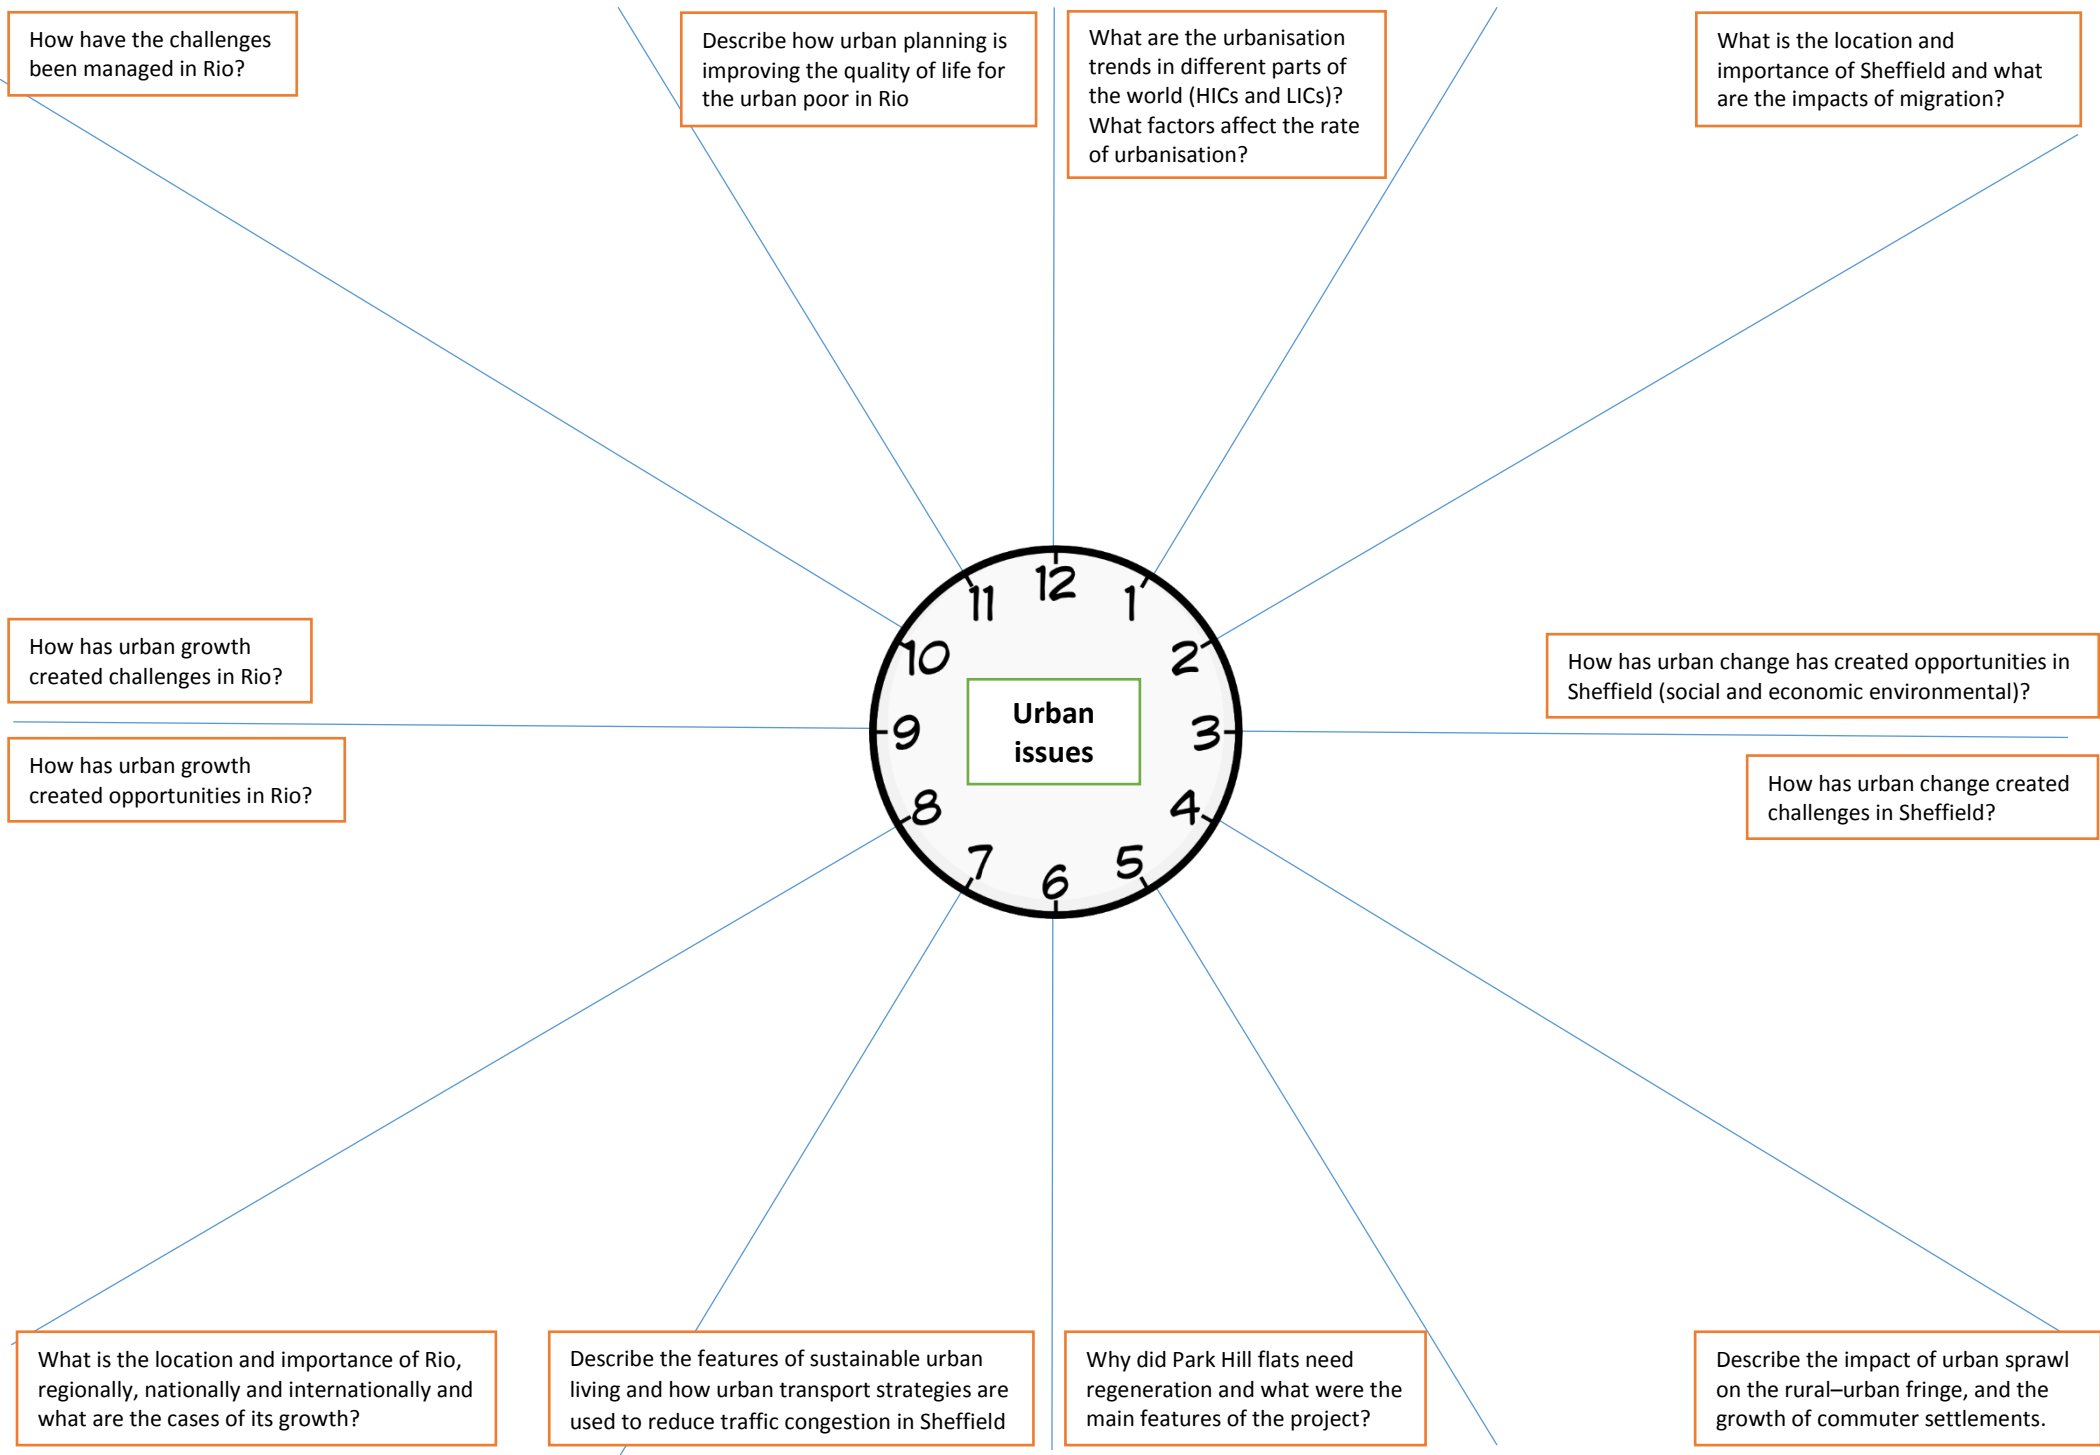 How have the challenges
been managed in Rio?
Describe how urban planning is
improving the quality of life for
the urban poor in Rio
What are the urbanisation
trends in different parts of
the world (HICs and LICs)?
What factors affect the rate
of urbanisation?
What is the location and
importance of Sheffield and what
are the impacts of migration?
How has urban growth
created challenges in Rio?
How has urban growth
created opportunities in Rio?
12
1
2
3
4
5
6
7
8
9
10
11
Urban
issues
How has urban change has created opportunities in
Sheffield (social and economic environmental)?
How has urban change created
challenges in Sheffield?
What is the location and importance of Rio,
regionally, nationally and internationally and
what are the cases of its growth?
Describe the features of sustainable urban
living and how urban transport strategies are
used to reduce traffic congestion in Sheffield
Why did Park Hill flats need
regeneration and what were the
main features of the project?
Describe the impact of urban sprawl
on the rural–urban fringe, and the
growth of commuter settlements.